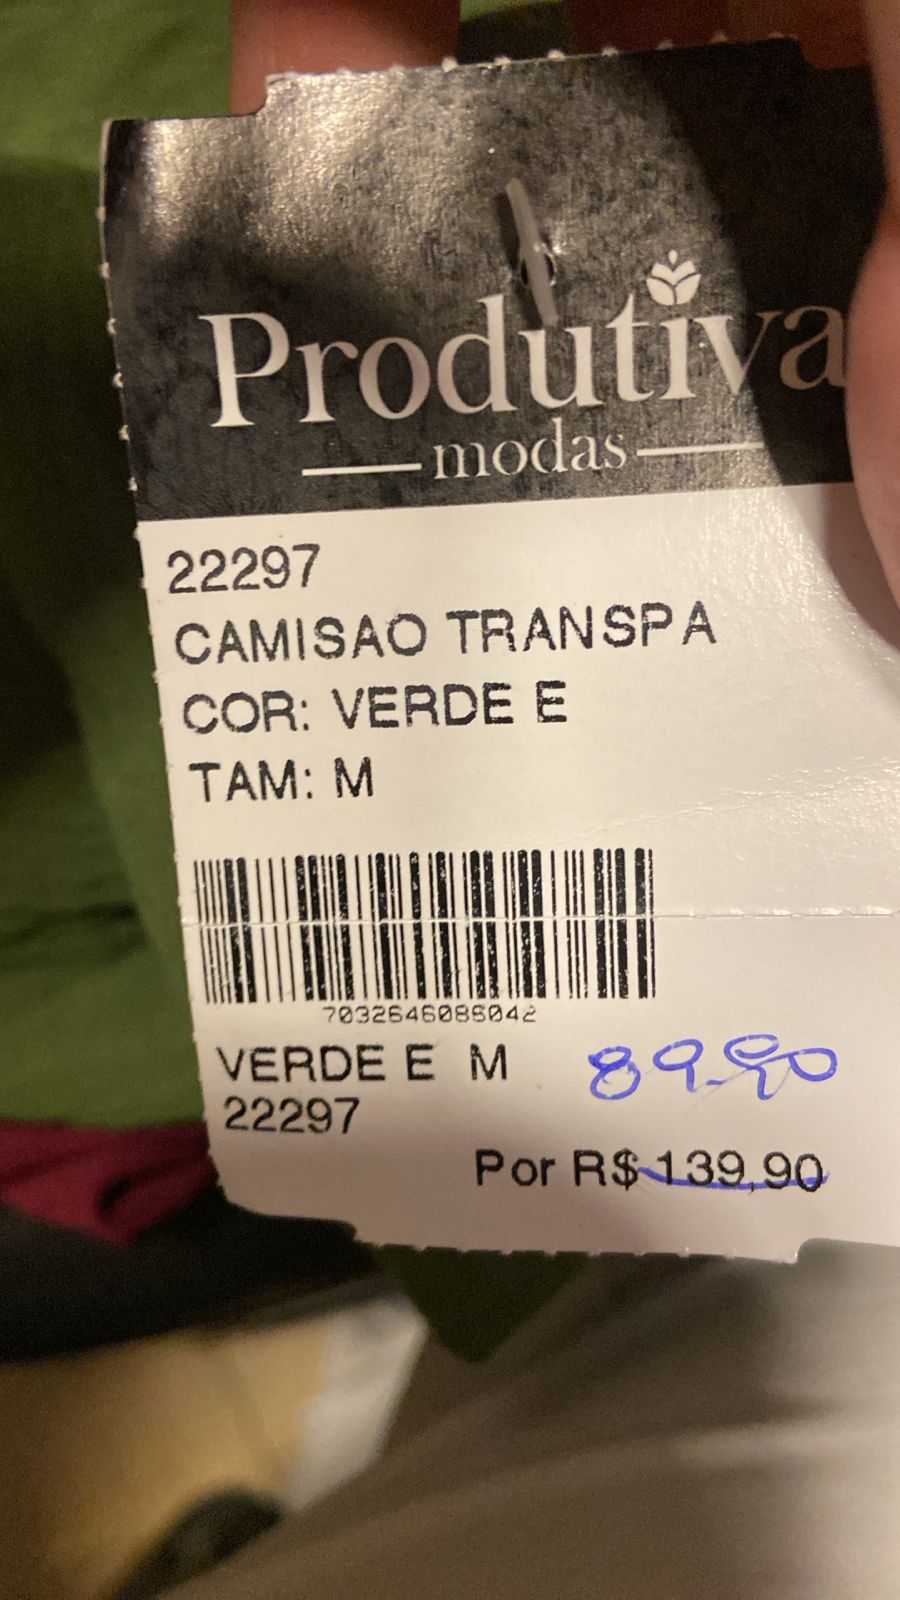 Produtiva
modas
22297
CAMISAO TRANSPA
COR: VERDE E
TAM: M
7032646086042
VERDE E M
89.90
22297
Por R$ 139,90